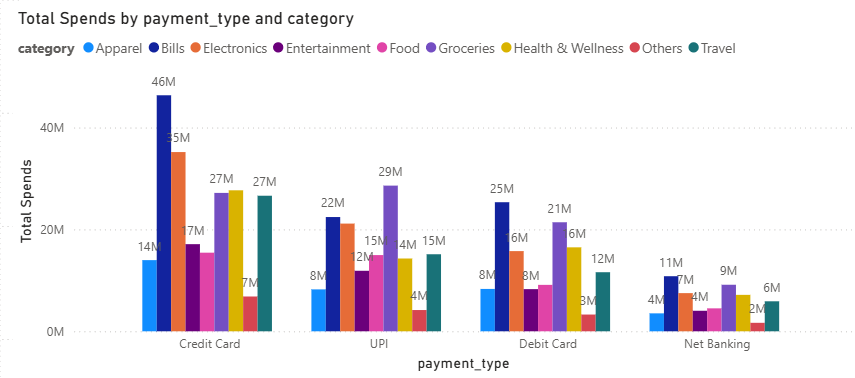 Total Spends by payment_type and category
category Apparel Bills Electronics Entertainment Food Groceries Health & Wellness Others Travel
46M
40M
35M
29M
27M 27M
25M
22M
21M
20M
17M
16M
15M 15M
14M
14M
12M
12M
11M
9M
8M 8M 8M
7M 7M
6M
4M 4M 4M
3M
2M
0M
Total Spends
Credit Card UPI Debit Card Net Banking
payment_type